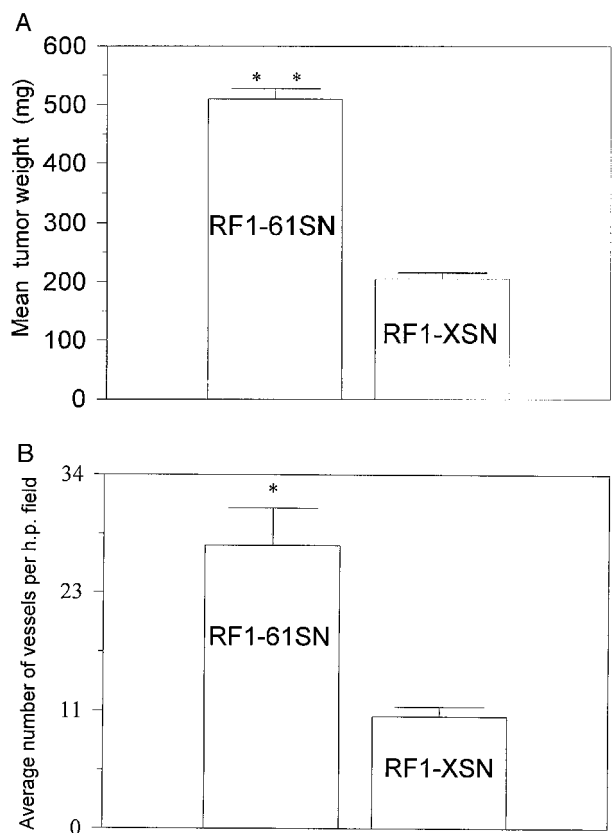 A
Mean tumor weight (mg)
600
500
400
300
200
100
0
* *
RF1-61SN
RF1-XSN
B
Average number of vessels per h.p. field
34
23
11
0
*
RF1-61SN
RF1-XSN